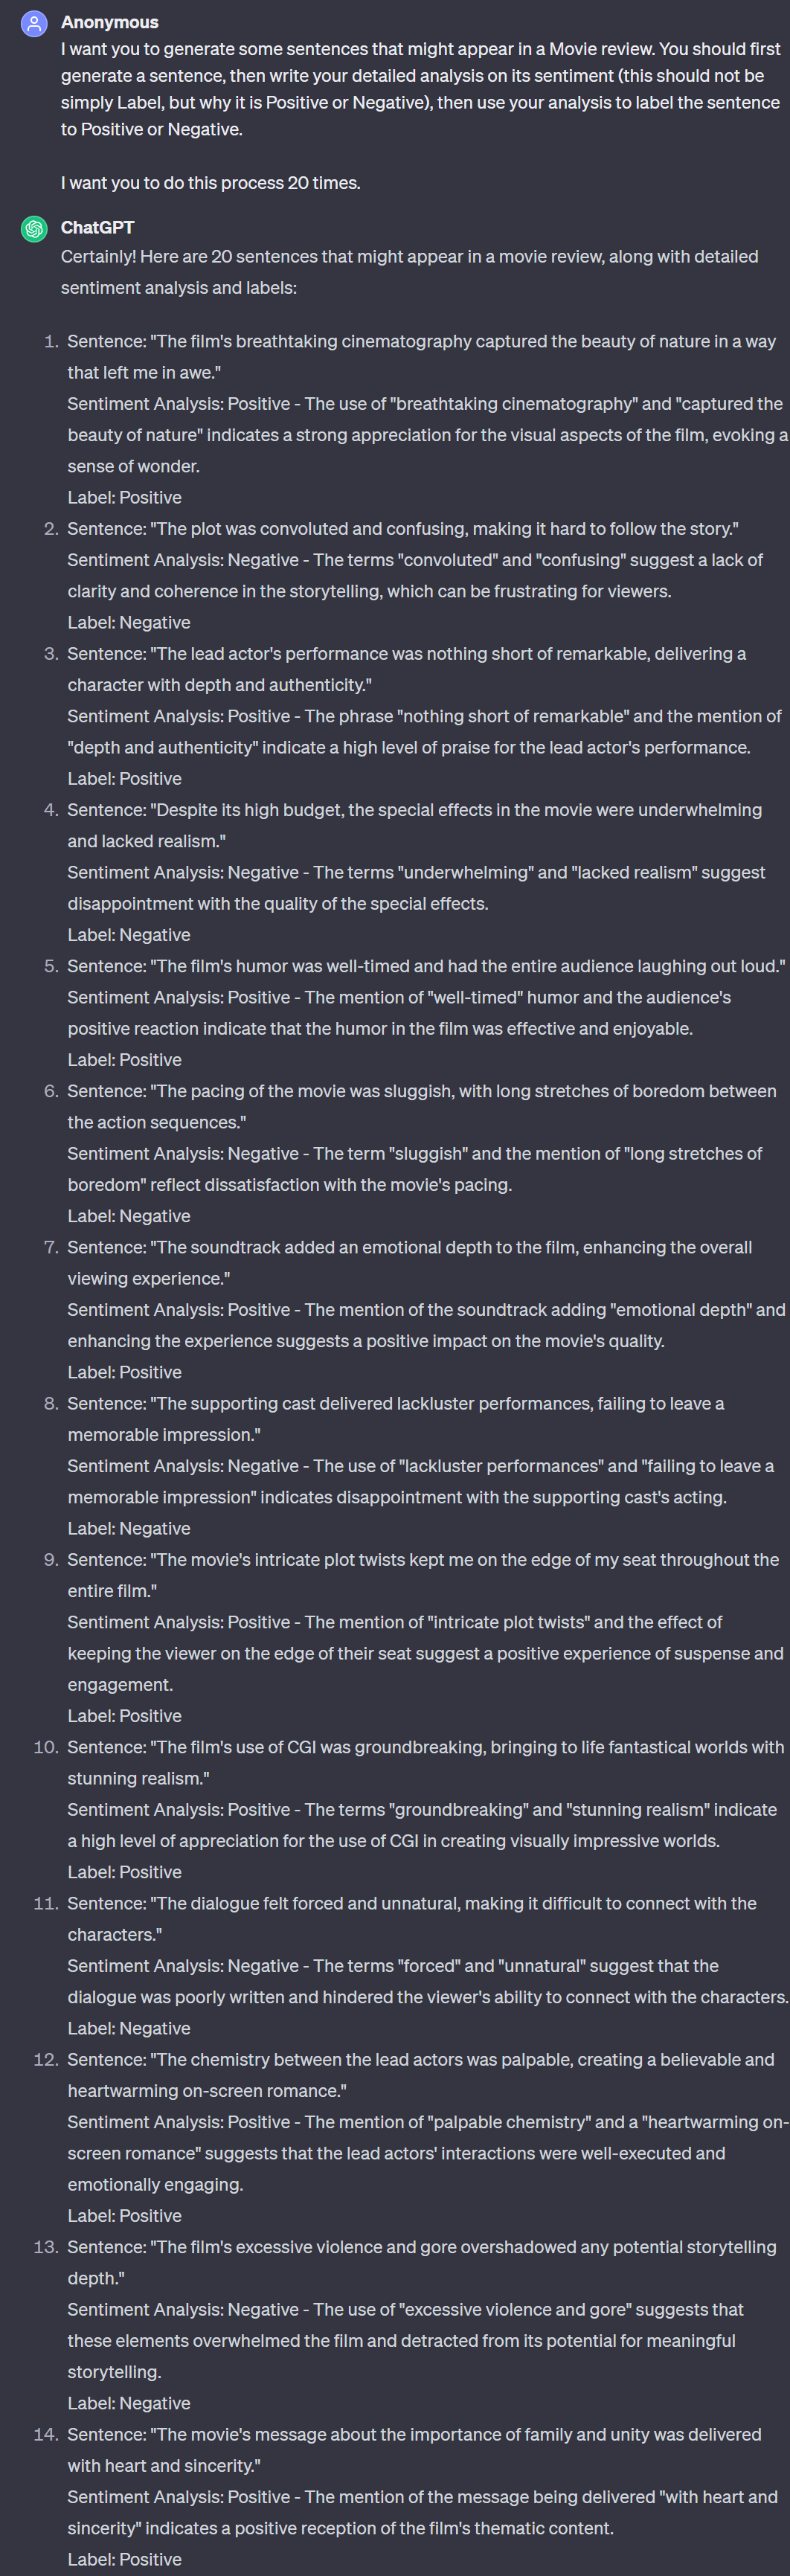 Anonymous
I want you to generate some sentences that might appear in a Movie review. You should first
generate a sentence, then write your detailed analysis on its sentiment (this should not be
simply Label, but why it is Positive or Negative), then use your analysis to label the sentence
to Positive or Negative.
I want you to do this process 20 times.
ChatGPT
Certainly! Here are 20 sentences that might appear in a movie review, along with detailed
sentiment analysis and labels:
1. Sentence: "The film's breathtaking cinematography captured the beauty of nature in a way
that left me in awe."
Sentiment Analysis: Positive - The use of "breathtaking cinematography" and "captured the
beauty of nature" indicates a strong appreciation for the visual aspects of the film, evoking a
sense of wonder.
Label: Positive
2. Sentence: "The plot was convoluted and confusing, making it hard to follow the story."
Sentiment Analysis: Negative - The terms "convoluted" and "confusing" suggest a lack of
clarity and coherence in the storytelling, which can be frustrating for viewers.
Label: Negative
3. Sentence: "The lead actor's performance was nothing short of remarkable, delivering a
character with depth and authenticity."
Sentiment Analysis: Positive - The phrase "nothing short of remarkable" and the mention of
"depth and authenticity" indicate a high level of praise for the lead actor's performance.
Label: Positive
4. Sentence: "Despite its high budget, the special effects in the movie were underwhelming
and lacked realism."
Sentiment Analysis: Negative - The terms "underwhelming" and "lacked realism" suggest
disappointment with the quality of the special effects.
Label: Negative
5. Sentence: "The film's humor was well-timed and had the entire audience laughing out loud."
Sentiment Analysis: Positive - The mention of "well-timed" humor and the audience's
positive reaction indicate that the humor in the film was effective and enjoyable.
Label: Positive
6. Sentence: "The pacing of the movie was sluggish, with long stretches of boredom between
the action sequences."
Sentiment Analysis: Negative - The term "sluggish" and the mention of "long stretches of
boredom" reflect dissatisfaction with the movie's pacing.
Label: Negative
7. Sentence: "The soundtrack added an emotional depth to the film, enhancing the overall
viewing experience."
Sentiment Analysis: Positive - The mention of the soundtrack adding "emotional depth" and
enhancing the experience suggests a positive impact on the movie's quality.
Label: Positive
8. Sentence: "The supporting cast delivered lackluster performances, failing to leave a
memorable impression."
Sentiment Analysis: Negative - The use of "lackluster performances" and "failing to leave a
memorable impression" indicates disappointment with the supporting cast's acting.
Label: Negative
9. Sentence: "The movie's intricate plot twists kept me on the edge of my seat throughout the
entire film."
Sentiment Analysis: Positive - The mention of "intricate plot twists" and the effect of
keeping the viewer on the edge of their seat suggest a positive experience of suspense and
engagement.
Label: Positive
10. Sentence: "The film's use of CGI was groundbreaking, bringing to life fantastical worlds with
stunning realism."
Sentiment Analysis: Positive - The terms "groundbreaking" and "stunning realism" indicate
a high level of appreciation for the use of CGI in creating visually impressive worlds.
Label: Positive
11. Sentence: "The dialogue felt forced and unnatural, making it difficult to connect with the
characters."
Sentiment Analysis: Negative - The terms "forced" and "unnatural" suggest that the
dialogue was poorly written and hindered the viewer's ability to connect with the characters.
Label: Negative
12. Sentence: "The chemistry between the lead actors was palpable, creating a believable and
heartwarming on-screen romance."
Sentiment Analysis: Positive - The mention of "palpable chemistry" and a "heartwarming on-
screen romance" suggests that the lead actors' interactions were well-executed and
emotionally engaging.
Label: Positive
13. Sentence: "The film's excessive violence and gore overshadowed any potential storytelling
depth."
Sentiment Analysis: Negative - The use of "excessive violence and gore" suggests that
these elements overwhelmed the film and detracted from its potential for meaningful
storytelling.
Label: Negative
14. Sentence: "The movie's message about the importance of family and unity was delivered
with heart and sincerity."
Sentiment Analysis: Positive - The mention of the message being delivered "with heart and
sincerity" indicates a positive reception of the film's thematic content.
Label: Positive